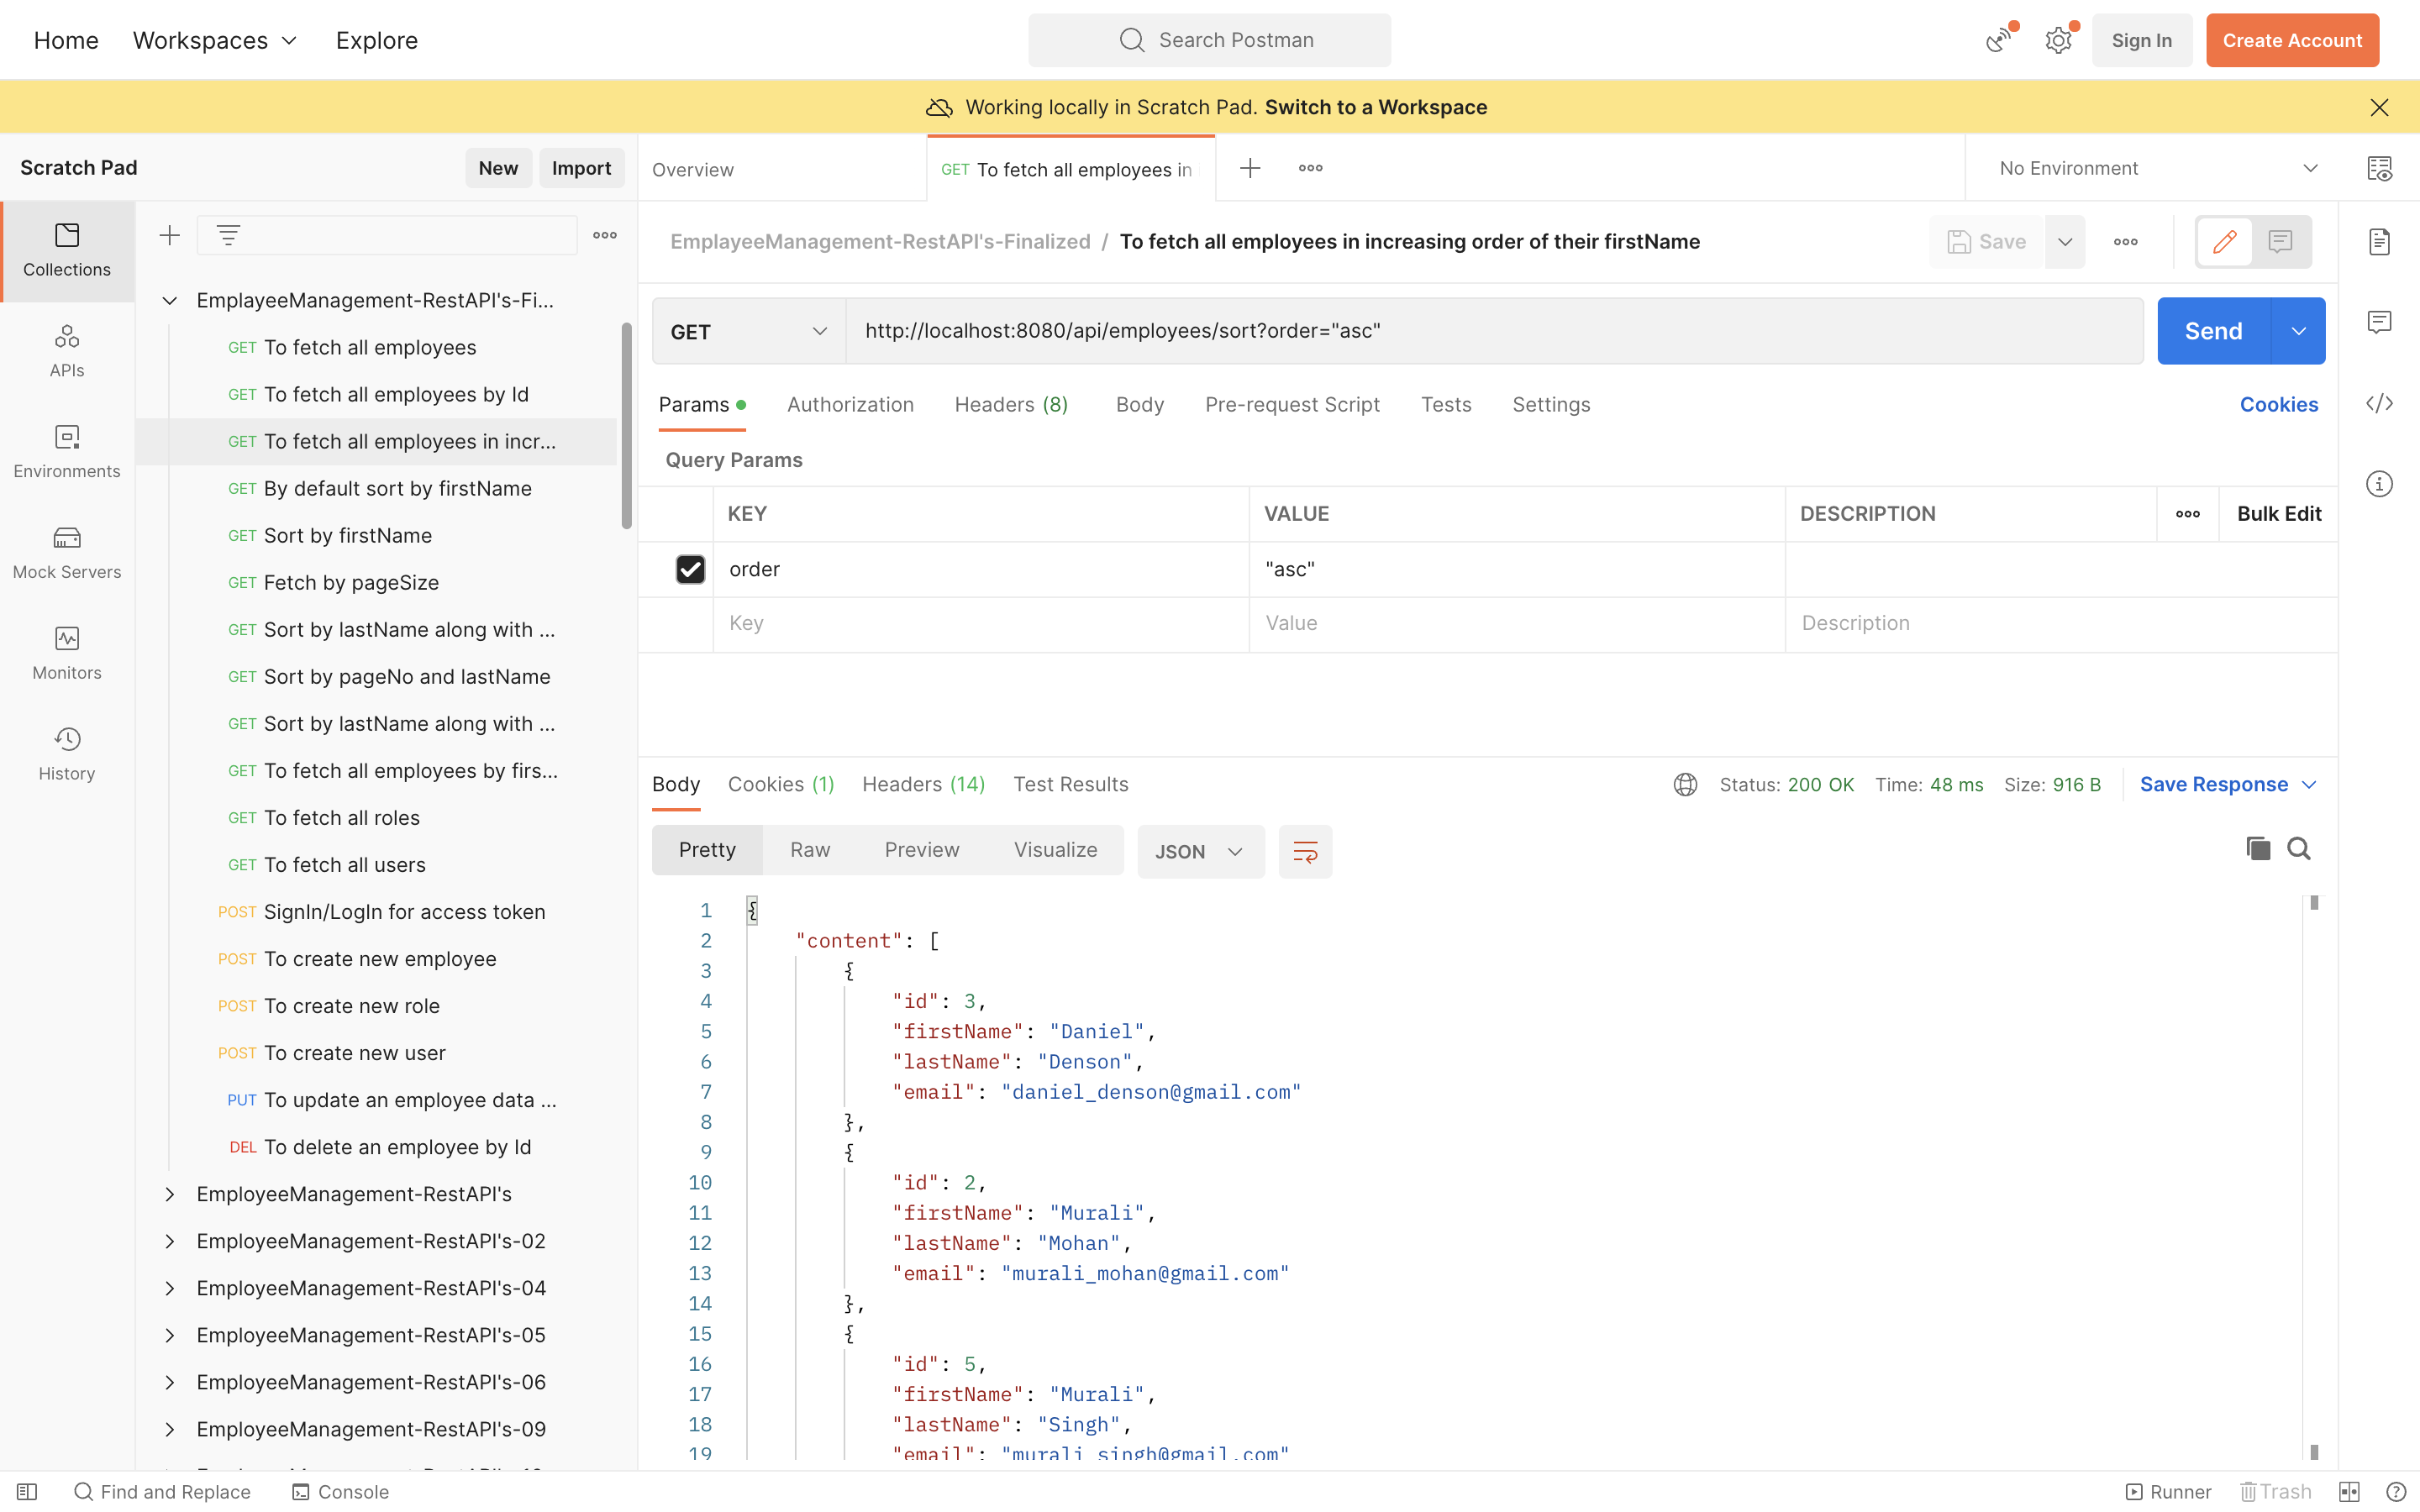 Home Workspaces Explore Search Postman Sign In Create Account
Working locally in Scratch Pad. Switch to a Workspace
Scratch Pad New Import
Overview GET To fetch all employees in No Environment
Collections
APIs
Environments
Mock Servers
Monitors
History
EmplayeeManagement-RestAPI's-Fi...
GET To fetch all employees
GET To fetch all employees by Id
GET To fetch all employees in incr...
GET By default sort by firstName
GET Sort by firstName
GET Fetch by pageSize
GET Sort by lastName along with ...
GET Sort by pageNo and lastName
GET Sort by lastName along with ...
GET To fetch all employees by firs...
GET To fetch all roles
GET To fetch all users
POST SignIn/LogIn for access token
POST To create new employee
POST To create new role
POST To create new user
PUT To update an employee data ...
DEL To delete an employee by Id
EmployeeManagement-RestAPI's
EmployeeManagement-RestAPI's-02
EmployeeManagement-RestAPI's-04
EmployeeManagement-RestAPI's-05
EmployeeManagement-RestAPI's-06
EmployeeManagement-RestAPI's-09
EmplayeeManagement-RestAPI's-Finalized / To fetch all employees in increasing order of their firstName Save
GET http://localhost:8080/api/employees/sort?order="asc" Send
Params Authorization Headers (8) Body Pre-request Script Tests Settings Cookies
Query Params
KEY VALUE DESCRIPTION Bulk Edit
order "asc"
Key Value Description
Body Cookies (1) Headers (14) Test Results Status: 200 OK Time: 48 ms Size: 916 B Save Response
Pretty Raw Preview Visualize JSON
1 {
2 "content": [
3 {
4 "id": 3,
5 "firstName": "Daniel",
6 "lastName": "Denson",
7 "email": "daniel_denson@gmail.com"
8 },
9 {
10 "id": 2,
11 "firstName": "Murali",
12 "lastName": "Mohan",
13 "email": "murali_mohan@gmail.com"
14 },
15 {
16 "id": 5,
17 "firstName": "Murali",
18 "lastName": "Singh",
19 "email": "murali_singh@gmail.com"
Find and Replace Console Runner Trash